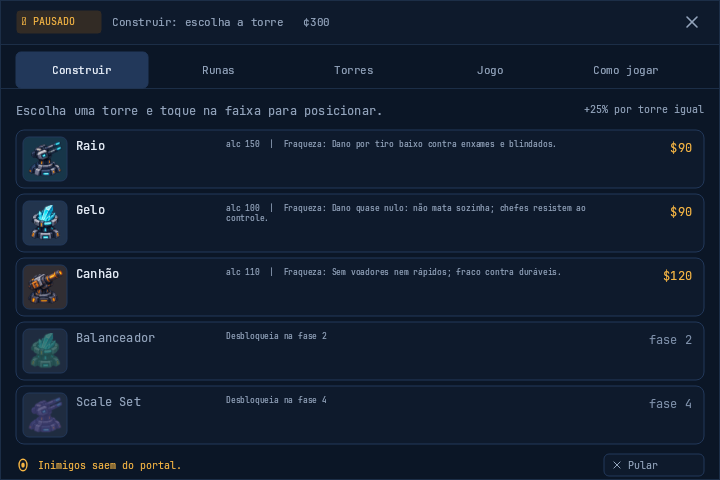 PAUSADO
Construir: escolha a torre $300
Construir Runas Torres Jogo Como jogar
Escolha uma torre e toque na faixa para posicionar. +25% por torre igual
Raio alc 150 | Fraqueza: Dano por tiro baixo contra enxames e blindados. $90
Gelo alc 100 | Fraqueza: Dano quase nulo: não mata sozinha; chefes resistem ao
controle. $90
Canhão alc 110 | Fraqueza: Sem voadores nem rápidos; fraco contra duráveis. $120
Balanceador Desbloqueia na fase 2 fase 2
Scale Set Desbloqueia na fase 4 fase 4
Inimigos saem do portal. Pular